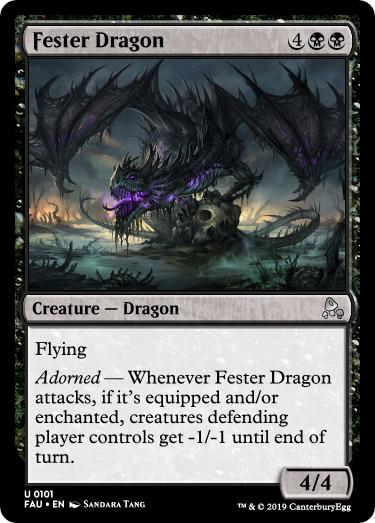 Fester Dragon 4
Creature — Dragon
Flying
Adorned — Whenever Fester Dragon
attacks, if it's equipped and/or
enchanted, creatures defending
player controls get -1/-1 until end of
turn.
4/4
U 0101
FAU • EN Sandara Tang
™ & © 2019 CanterburyEgg